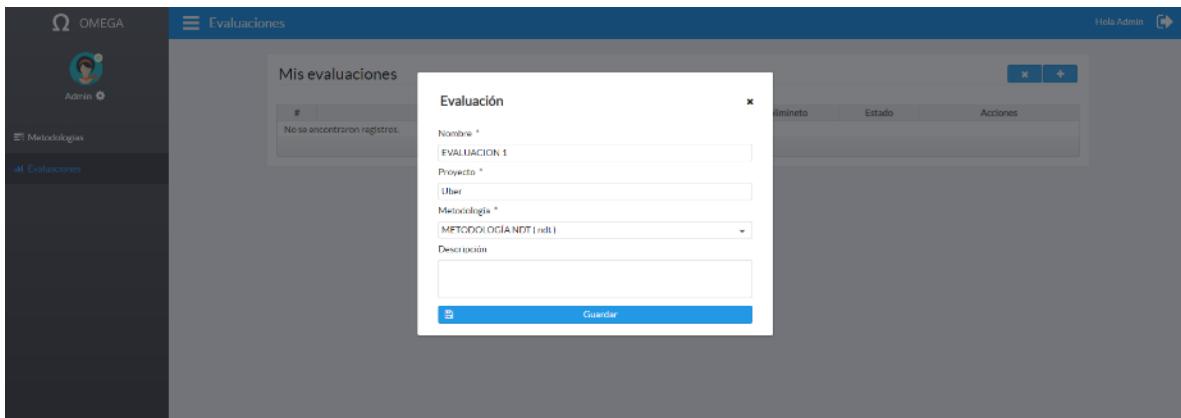 Ω OMEGA
Evaluaciones
Hola Admin
Admin
Mis evaluaciones
Metodologías
Evaluaciones
#
Estado
Acciones
No se encontraron registros.
Evaluación
Nombre *
EVALUACION 1
Proyecto *
Uber
Metodología *
METODOLOGÍA NDT ( ndt )
Descripción
Guardar